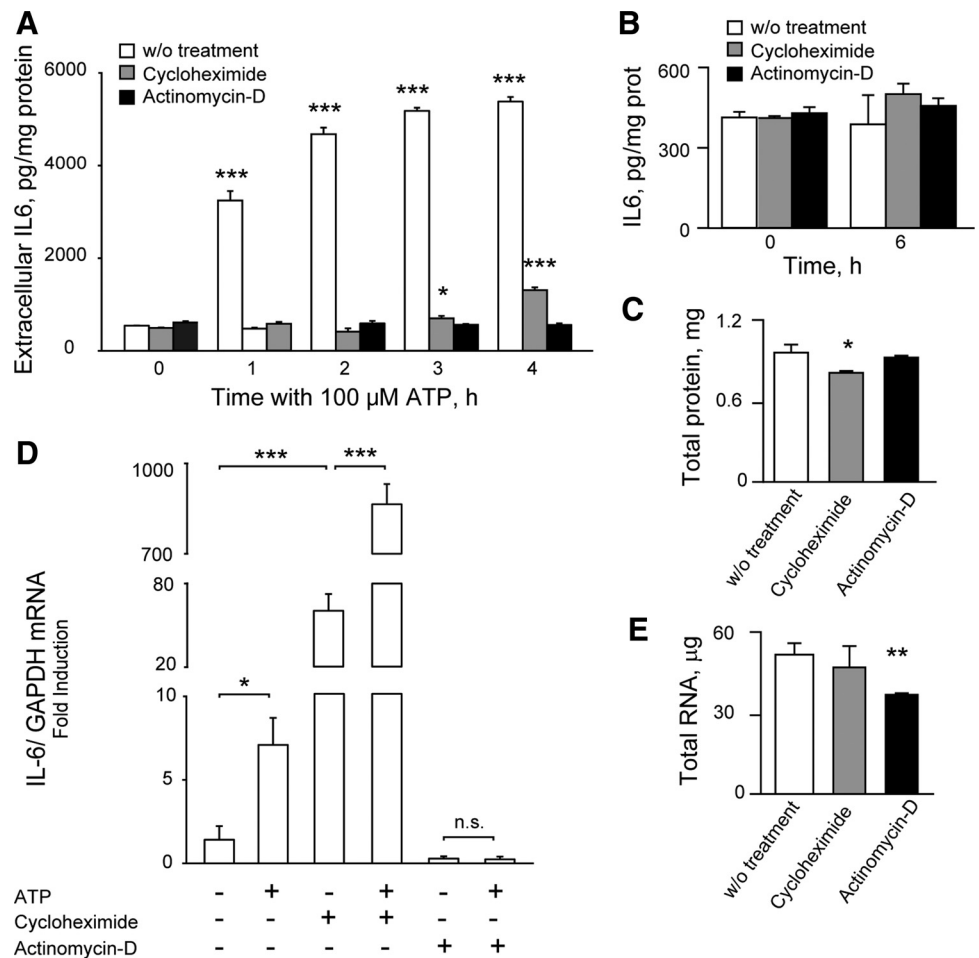 A
w/o treatment
Cycloheximide
Actinomycin-D
Extracellular IL6, pg/mg protein
6000
4000
2000
0
***
***
***
***
*
***
0 1 2 3 4
Time with 100 µM ATP, h
B
w/o treatment
Cycloheximide
Actinomycin-D
IL6, pg/mg prot
600
300
0
0 6
Time, h
C
Total protein, mg
1.2
0.6
0
*
w/o treatment
Cycloheximide
Actinomycin-D
D
IL-6/ GAPDH mRNA
Fold Induction
1000
700
80
20
10
5
0
***
***
*
n.s.
ATP - + - + - +
Cycloheximide - - + + - -
Actinomycin-D - - - - + +
E
Total RNA, µg
60
30
0
**
w/o treatment
Cycloheximide
Actinomycin-D